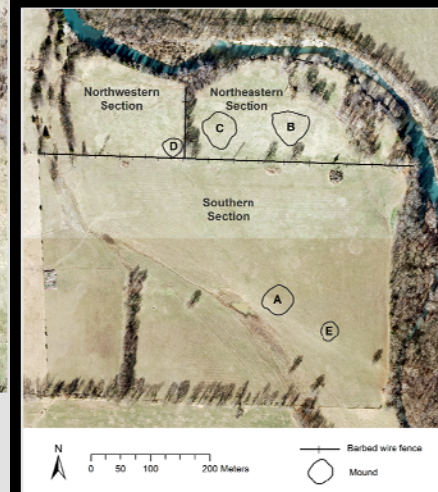 Northwestern
Section
Northeastern
Section
C
B
D
Southern
Section
A
E
N
0 50 100 200 Meters
Barbed wire fence
Mound